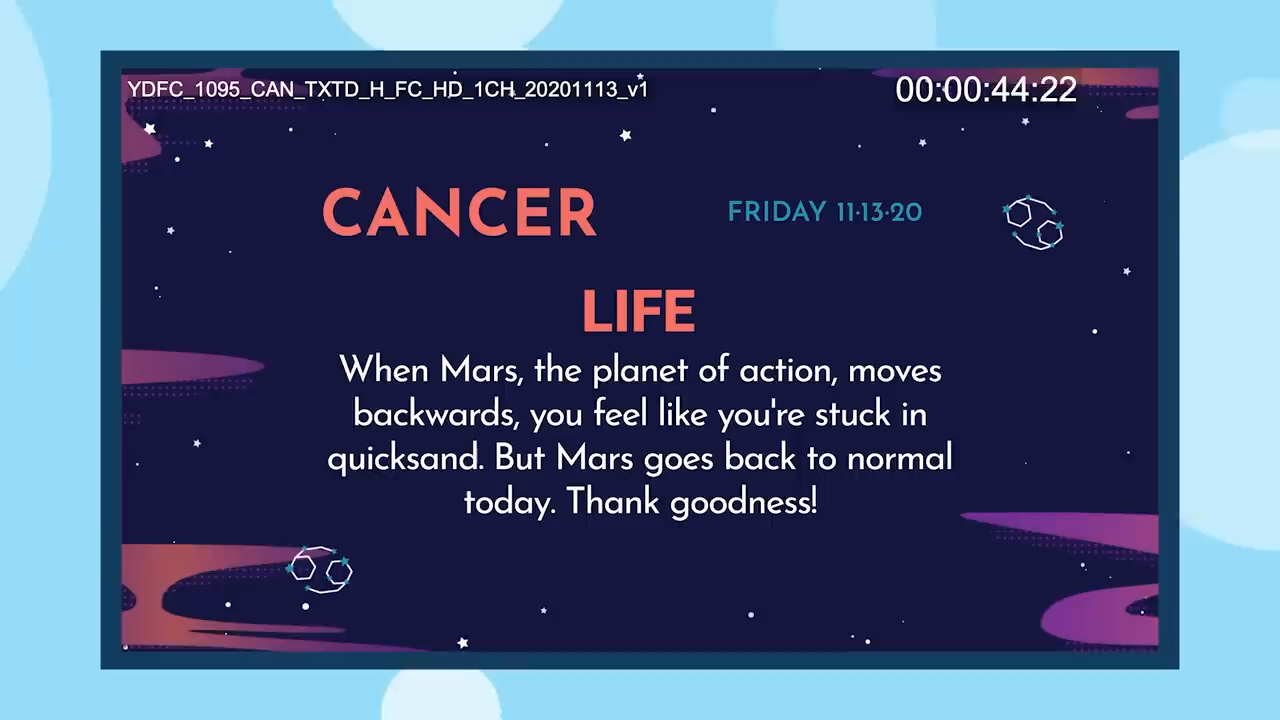 YDFC_1095_CAN_TXTD_H_FC_HD_1CH_20201113_v1
00:00:44:22
CANCER
FRIDAY 11·13·20
LIFE
When Mars, the planet of action, moves
backwards, you feel like you're stuck in
quicksand. But Mars goes back to normal
today. Thank goodness!